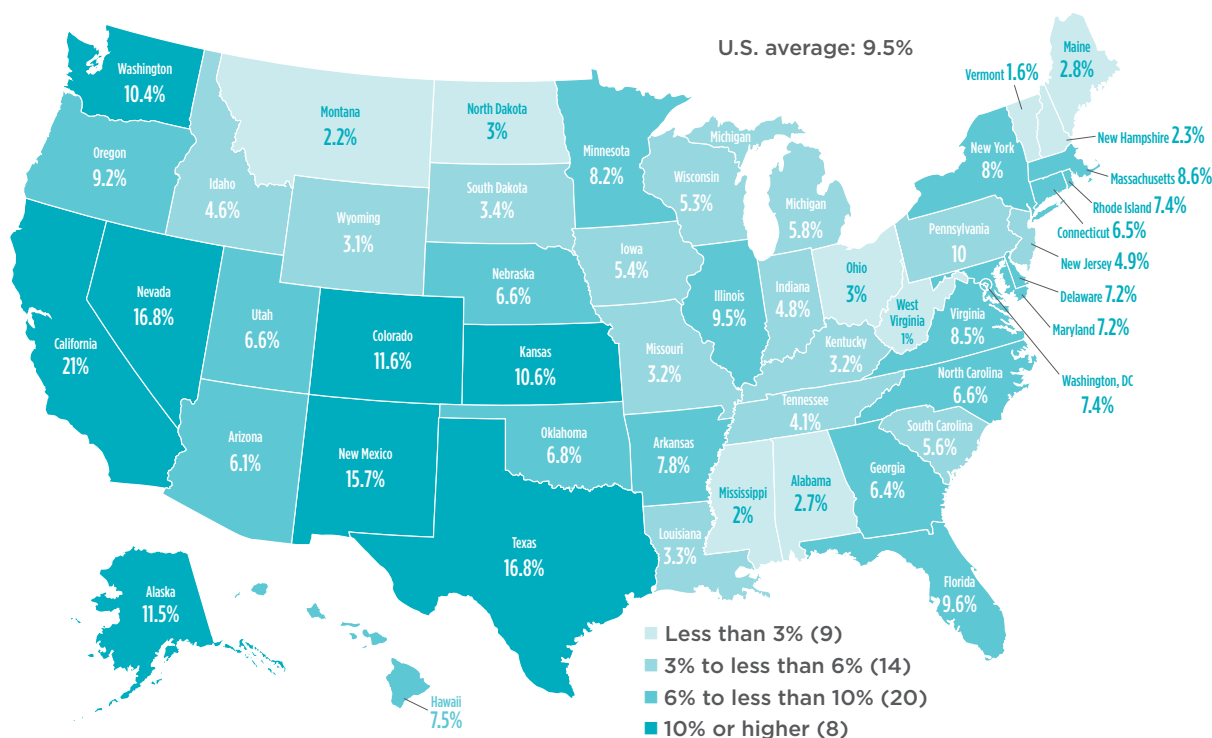 U.S. average: 9.5%
Washington
10.4%
Oregon
9.2%
California
21%
Nevada
16.8%
Idaho
4.6%
Montana
2.2%
Wyoming
3.1%
Utah
6.6%
Arizona
6.1%
Colorado
11.6%
New Mexico
15.7%
North Dakota
3%
South Dakota
3.4%
Nebraska
6.6%
Kansas
10.6%
Oklahoma
6.8%
Texas
16.8%
Minnesota
8.2%
Iowa
5.4%
Missouri
3.2%
Arkansas
7.8%
Louisiana
3.3%
Wisconsin
5.3%
Illinois
9.5%
Michigan
Michigan
5.8%
Indiana
4.8%
Ohio
3%
Kentucky
3.2%
Tennessee
4.1%
Mississippi
2%
Alabama
2.7%
Georgia
6.4%
Florida
9.6%
South Carolina
5.6%
North Carolina
6.6%
Virginia
8.5%
West
Virginia
1%
Pennsylvania
10
New York
8%
Vermont 1.6%
Maine
2.8%
New Hampshire 2.3%
Massachusetts 8.6%
Rhode Island 7.4%
Connecticut 6.5%
New Jersey 4.9%
Delaware 7.2%
Maryland 7.2%
Washington, DC
7.4%
Alaska
11.5%
Hawaii
7.5%
Less than 3% (9)
3% to less than 6% (14)
6% to less than 10% (20)
10% or higher (8)